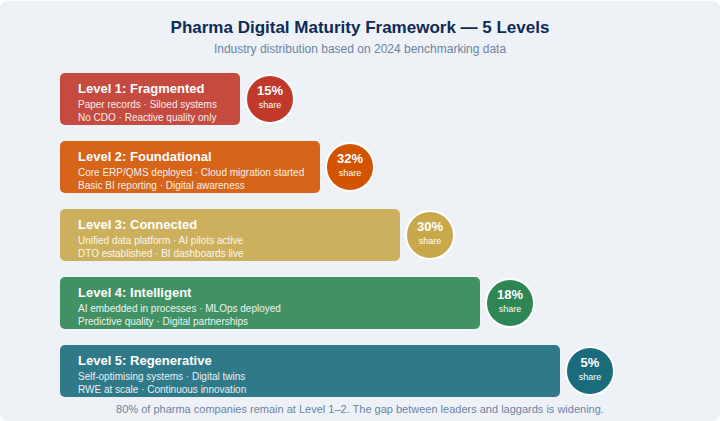 Pharma Digital Maturity Framework — 5 Levels
Industry distribution based on 2024 benchmarking data
Level 1: Fragmented
Paper records · Siloed systems
No CDO · Reactive quality only
15%
share
Level 2: Foundational
Core ERP/QMS deployed · Cloud migration started
Basic BI reporting · Digital awareness
32%
share
Level 3: Connected
Unified data platform · AI pilots active
DTO established · BI dashboards live
30%
share
Level 4: Intelligent
AI embedded in processes · MLOps deployed
Predictive quality · Digital partnerships
18%
share
Level 5: Regenerative
Self-optimising systems · Digital twins
RWE at scale · Continuous innovation
5%
share
80% of pharma companies remain at Level 1–2. The gap between leaders and laggards is widening.